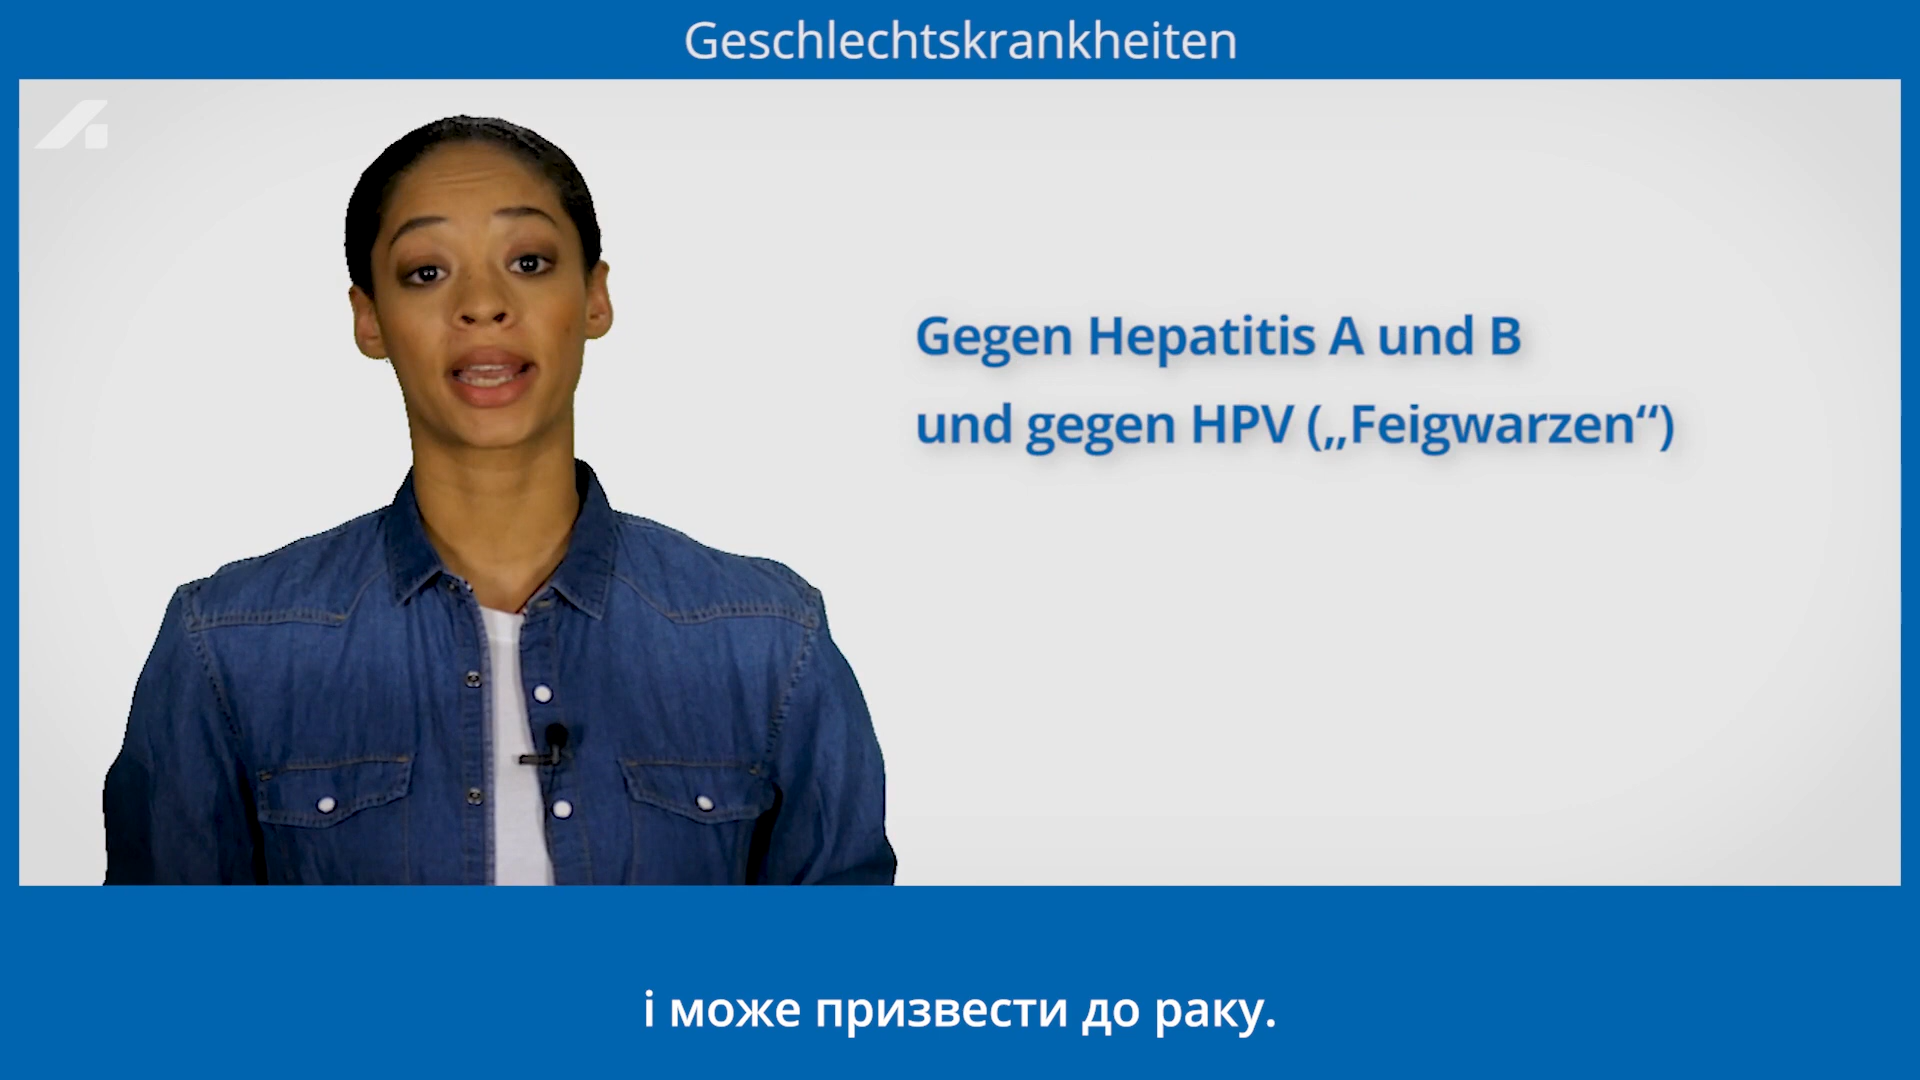 Geschlechtskrankheiten
Gegen Hepatitis A und B
und gegen HPV („Feigwarzen“)
і може призвести до раку.